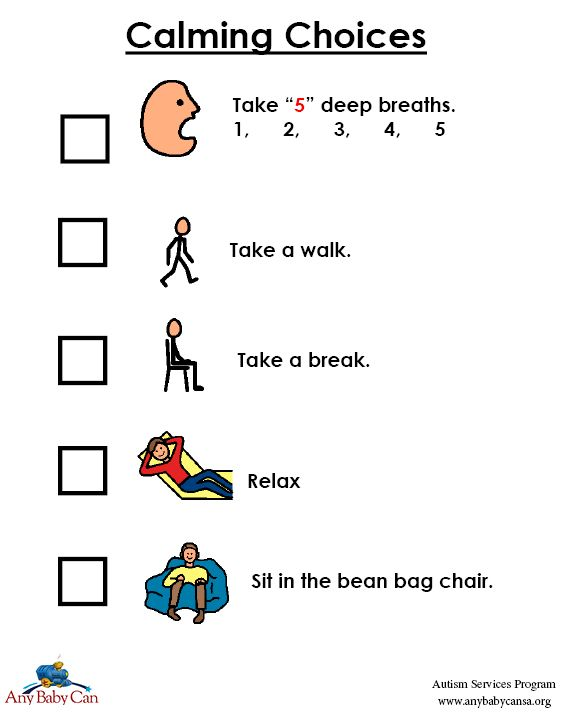 Calming Choices
Take “5” deep breaths.
1, 2, 3, 4, 5
Take a walk.
Take a break.
Relax
Sit in the bean bag chair.
Any Baby Can
Autism Services Program
www.anybabycansa.org